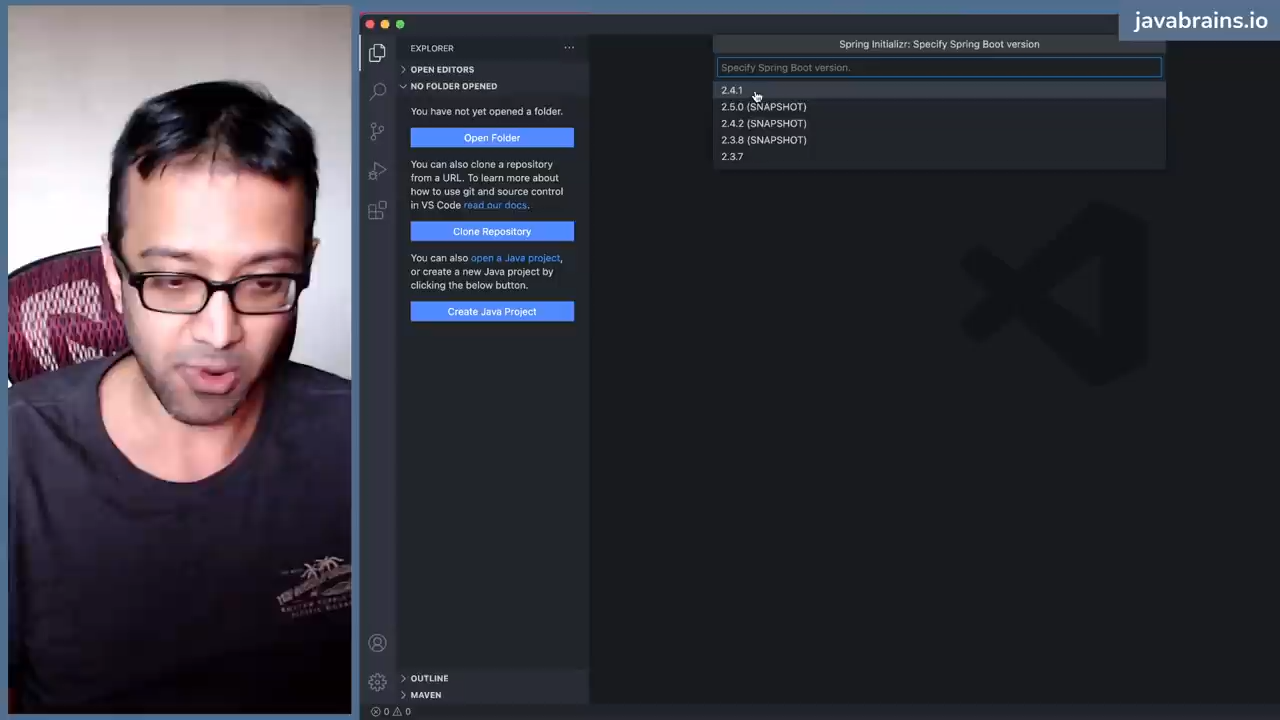 javabrains.io
EXPLORER
Spring Initializr: Specify Spring Boot version
OPEN EDITORS
Specify Spring Boot version.
NO FOLDER OPENED
2.4.1
2.5.0 (SNAPSHOT)
2.4.2 (SNAPSHOT)
2.3.8 (SNAPSHOT)
2.3.7
You have not yet opened a folder.
Open Folder
You can also clone a repository
from a URL. To learn more about
how to use git and source control
in VS Code read our docs.
Clone Repository
You can also open a Java project,
or create a new Java project by
clicking the below button.
Create Java Project
OUTLINE
MAVEN
0 0